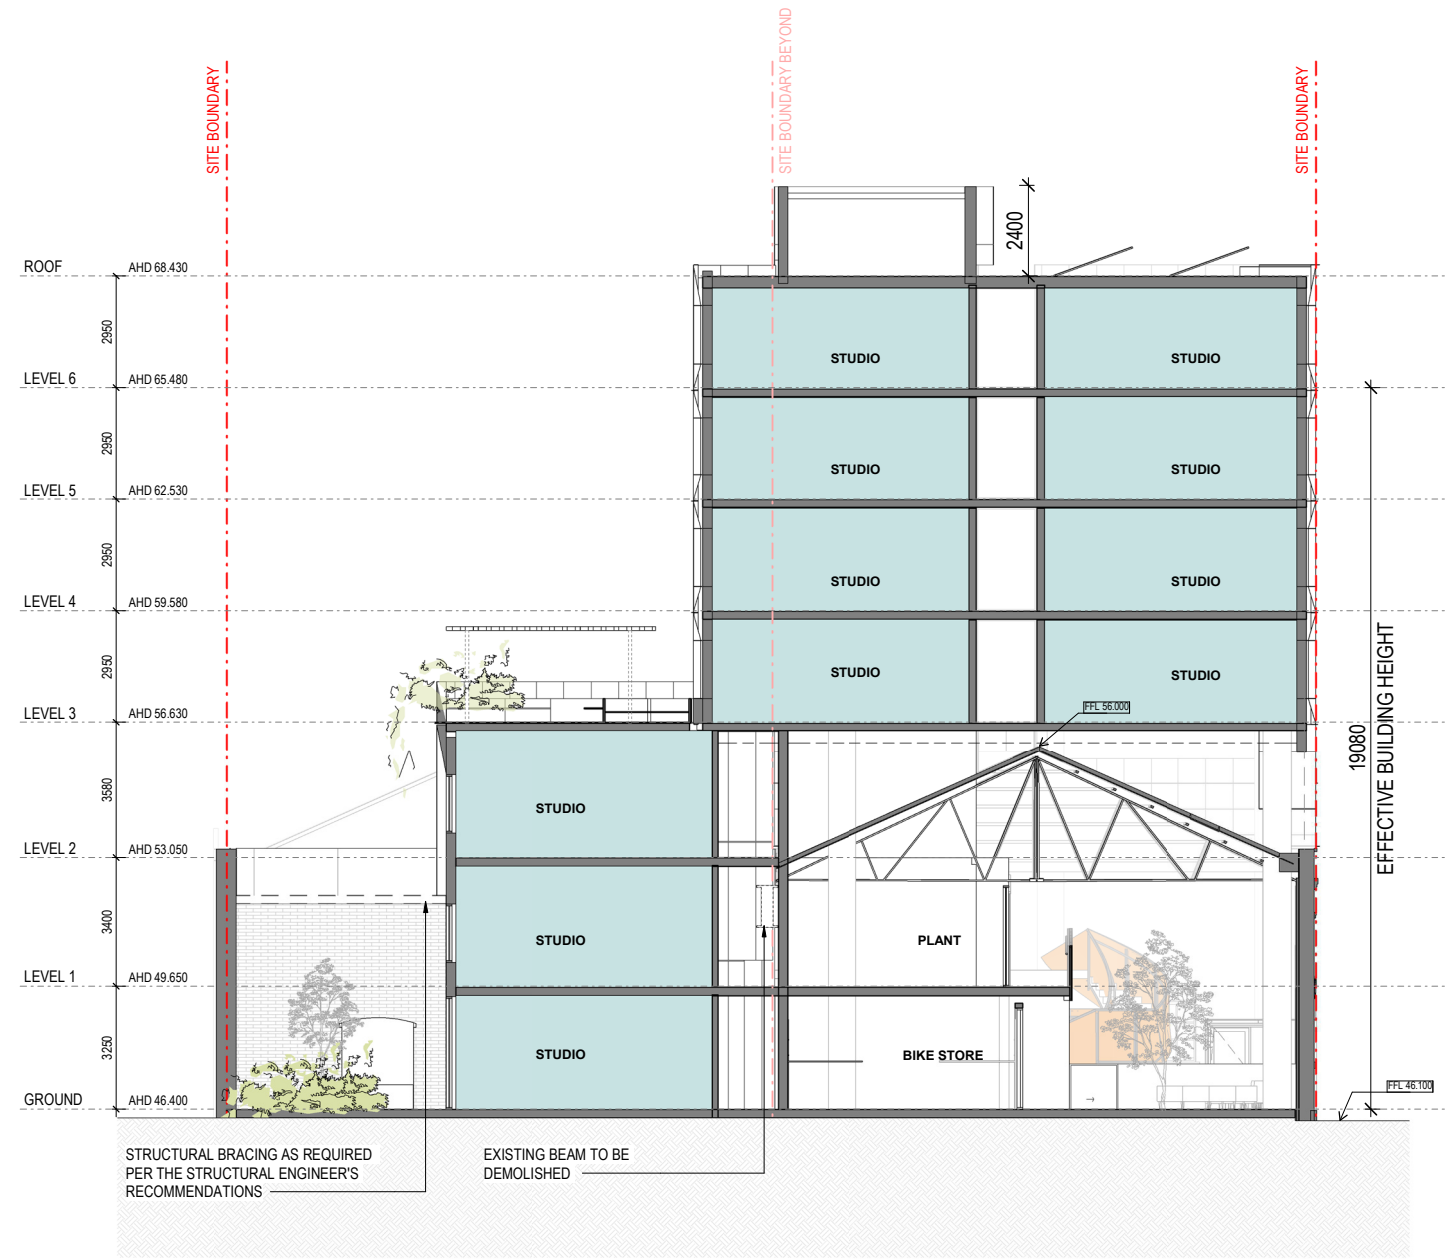 SITE BOUNDARY
SITE BOUNDARY BEYOND
SITE BOUNDARY
2400
ROOF
AHD 68.430
2950
STUDIO
STUDIO
LEVEL 6
AHD 65.480
2950
STUDIO
STUDIO
LEVEL 5
AHD 62.530
2950
STUDIO
STUDIO
LEVEL 4
AHD 59.580
2950
STUDIO
STUDIO
LEVEL 3
AHD 56.630
FFL 56.000
19080
EFFECTIVE BUILDING HEIGHT
3580
STUDIO
LEVEL 2
AHD 53.050
3400
STUDIO
PLANT
LEVEL 1
AHD 49.650
3250
STUDIO
BIKE STORE
FFL 46.100
GROUND
AHD 46.400
STRUCTURAL BRACING AS REQUIRED
PER THE STRUCTURAL ENGINEER'S
RECOMMENDATIONS
EXISTING BEAM TO BE
DEMOLISHED